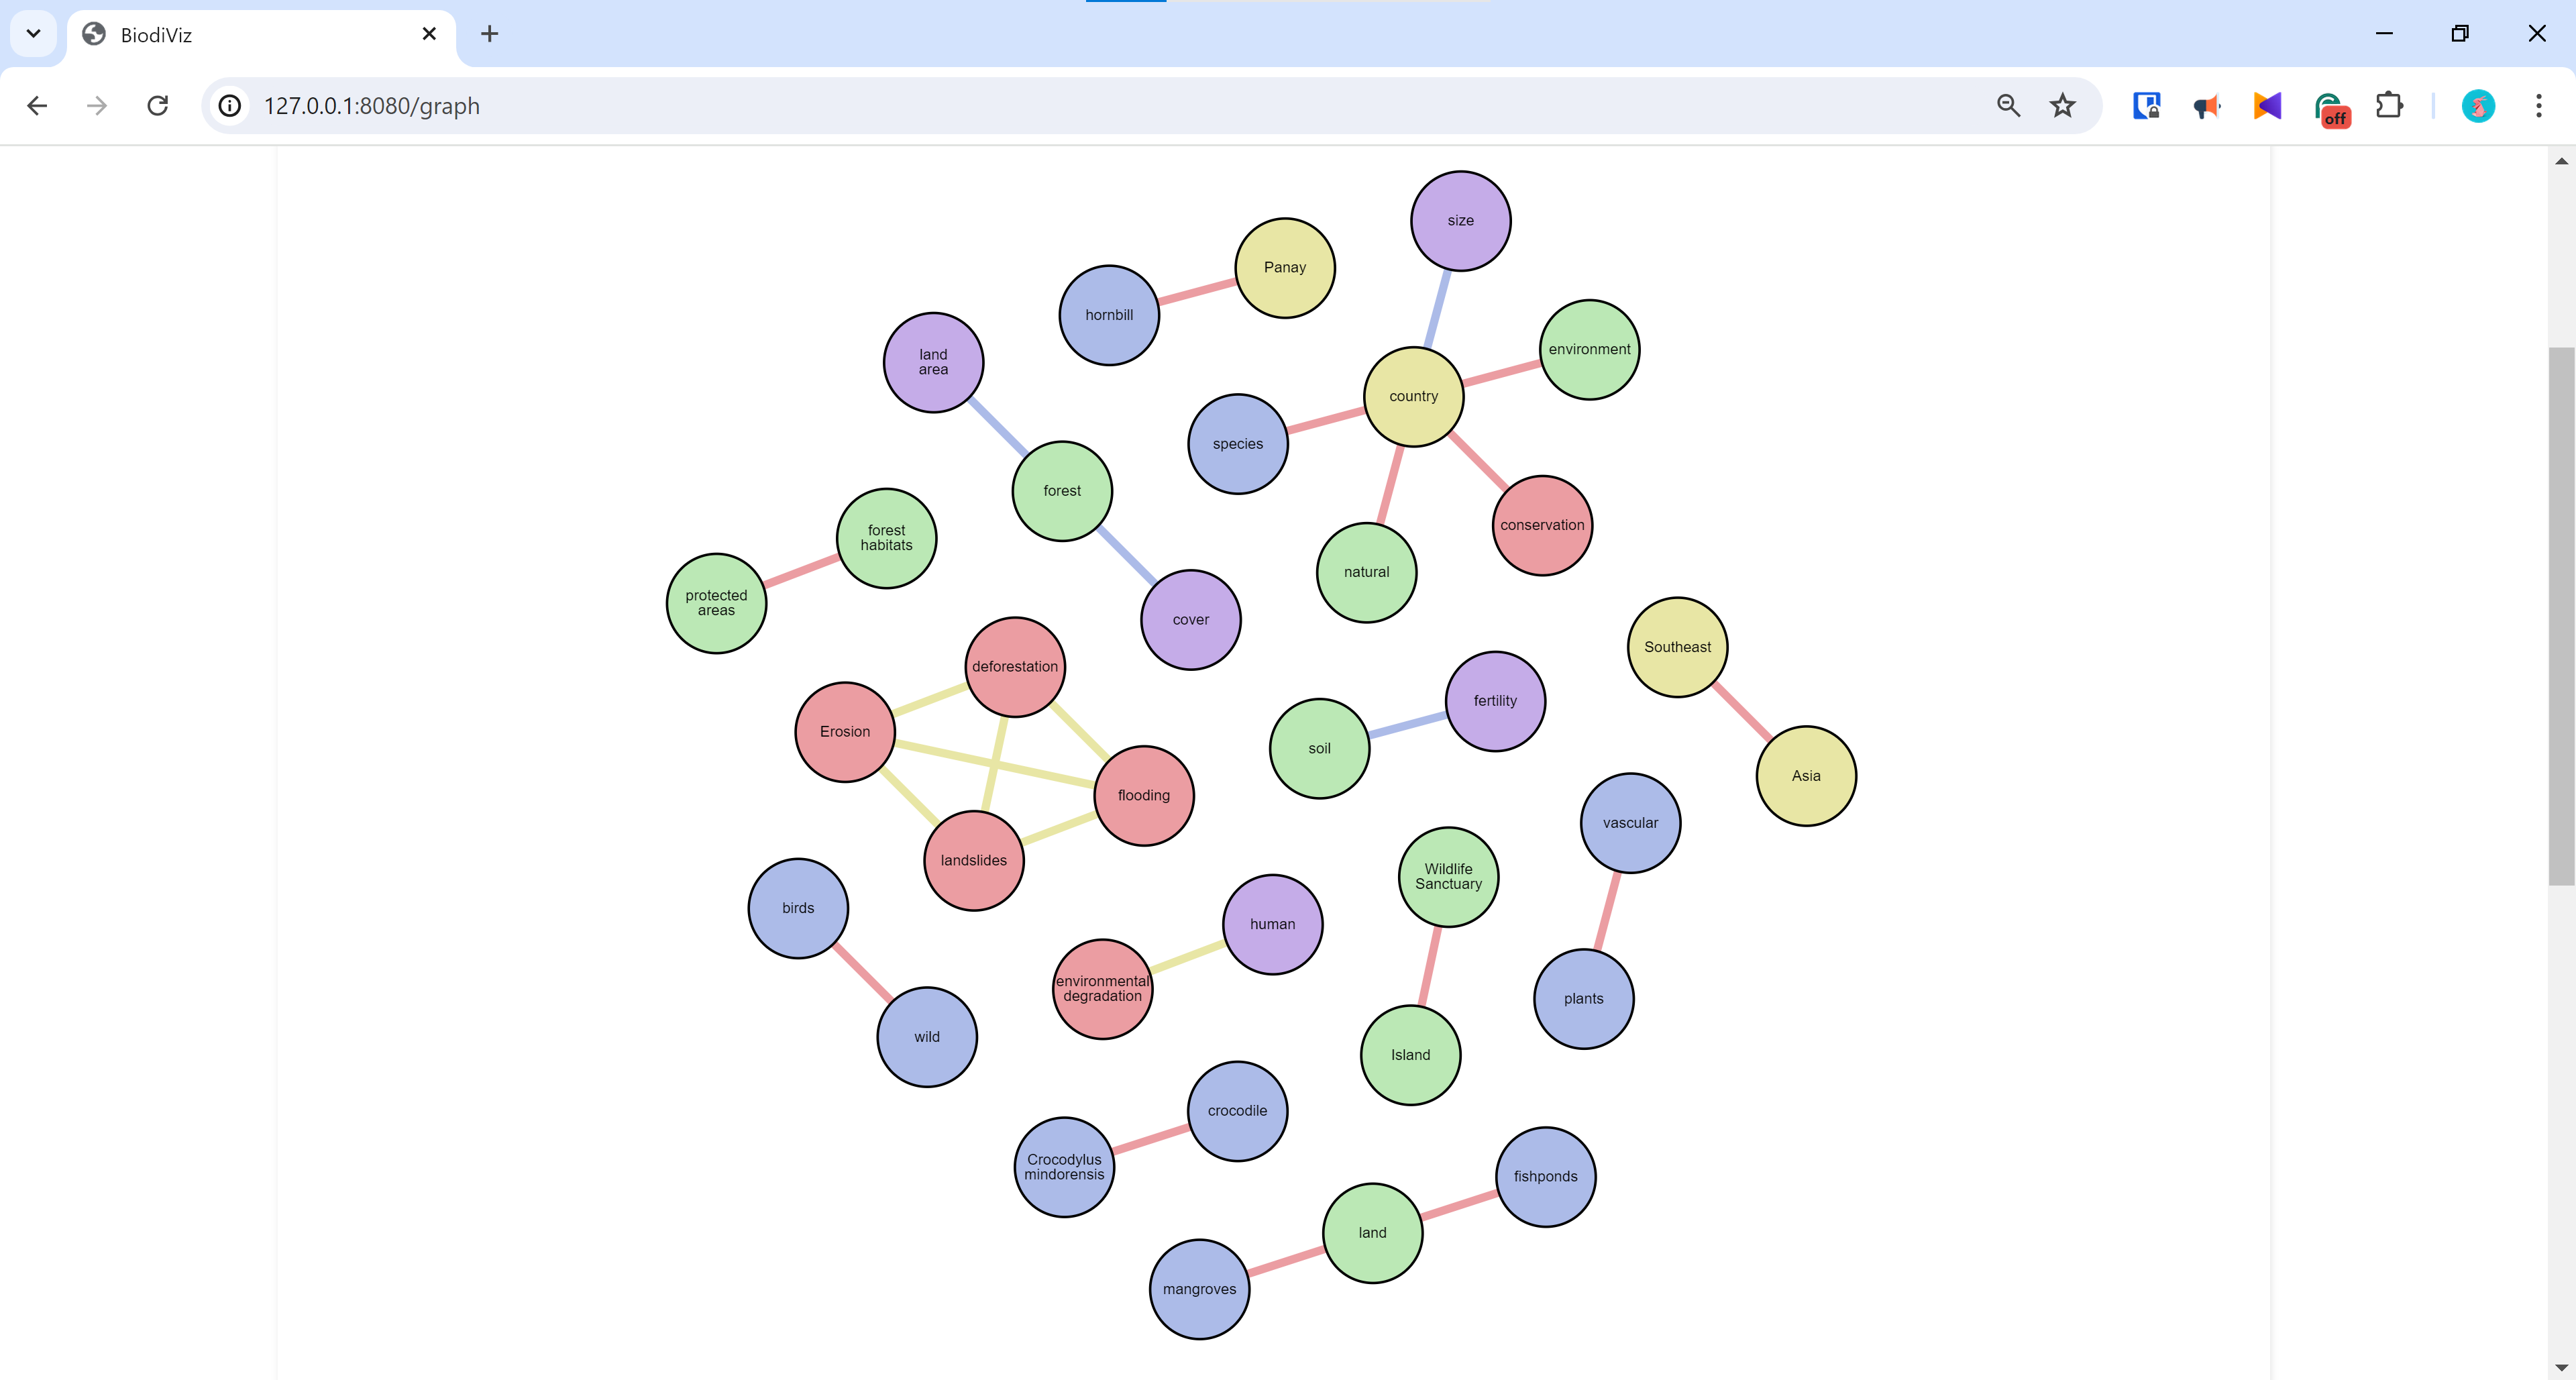 BiodiViz
127.0.0.1:8080/graph
off
size
Panay
hornbill
environment
land
area
country
species
forest
conservation
forest
habitats
natural
protected
areas
cover
Southeast
deforestation
fertility
Erosion
soil
Asia
flooding
vascular
landslides
Wildlife
Sanctuary
birds
human
environmental
degradation
plants
wild
Island
crocodile
Crocodylus
mindorensis
fishponds
land
mangroves